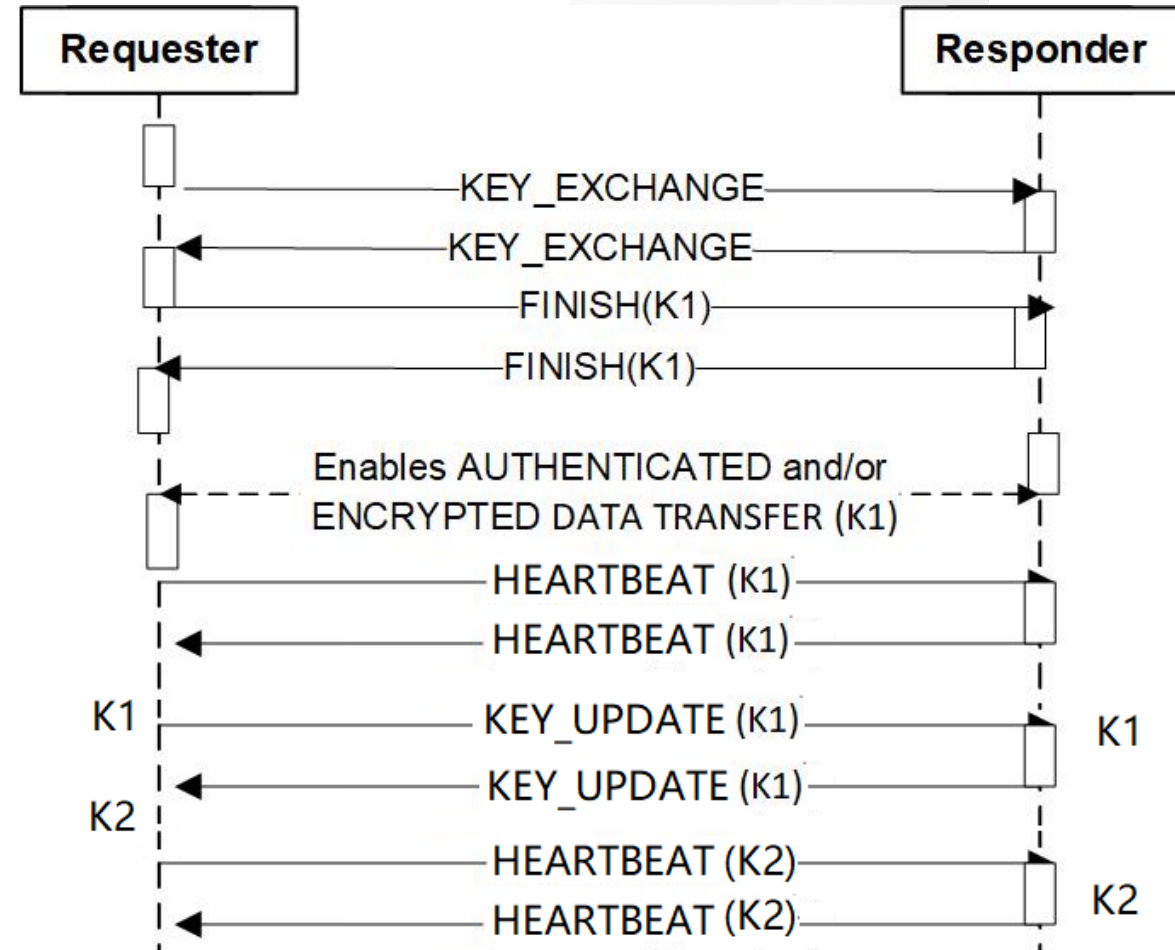 Requester
Responder
KEY_EXCHANGE
KEY_EXCHANGE
FINISH(K1)
FINISH(K1)
Enables AUTHENTICATED and/or
ENCRYPTED DATA TRANSFER (K1)
HEARTBEAT (K1)
HEARTBEAT (K1)
K1
KEY_UPDATE (K1)
K1
KEY_UPDATE (K1)
K2
HEARTBEAT (K2)
K2
HEARTBEAT (K2)